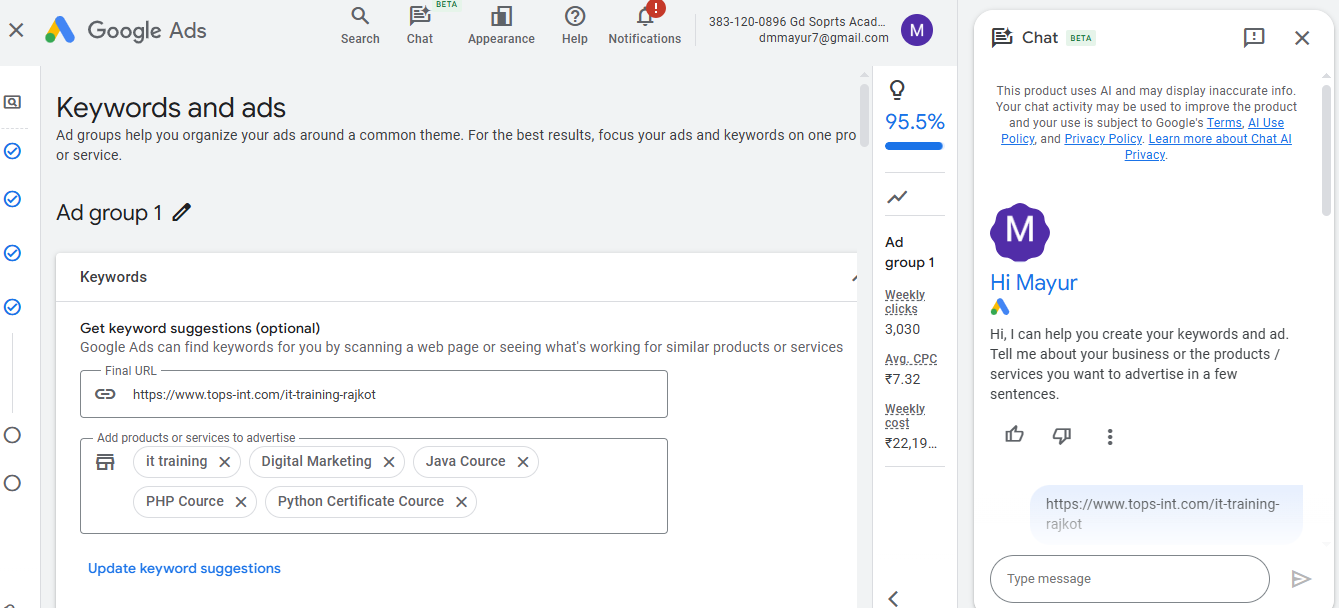 Google Ads
Search
Chat
BETA
Appearance
Help
!
Notifications
383-120-0896 Gd Soprts Acad...
dmmayur7@gmail.com
M
Keywords and ads
Ad groups help you organize your ads around a common theme. For the best results, focus your ads and keywords on one pro
or service.
Ad group 1
Keywords
Get keyword suggestions (optional)
Google Ads can find keywords for you by scanning a web page or seeing what's working for similar products or services
Final URL
https://www.tops-int.com/it-training-rajkot
Add products or services to advertise
it training
Digital Marketing
Java Cource
PHP Cource
Python Certificate Cource
Update keyword suggestions
95.5%
Ad
group 1
Weekly
clicks
3,030
Avg. CPC
₹7.32
Weekly
cost
₹22,19...
Chat BETA
This product uses AI and may display inaccurate info.
Your chat activity may be used to improve the product
and your use is subject to Google's Terms, AI Use
Policy, and Privacy Policy. Learn more about Chat AI
Privacy.
M
Hi Mayur
Hi, I can help you create your keywords and ad.
Tell me about your business or the products /
services you want to advertise in a few
sentences.
https://www.tops-int.com/it-training-
rajkot
Type message